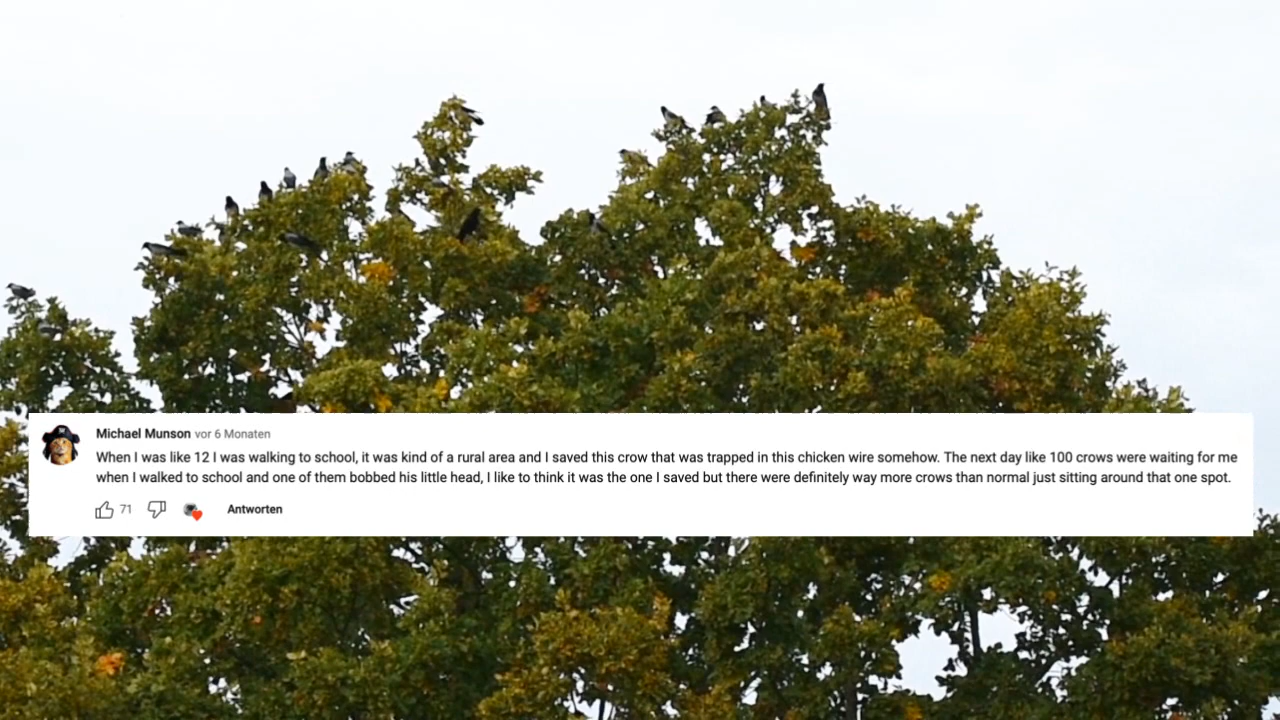 Michael Munson vor 6 Monaten
When I was like 12 I was walking to school, it was kind of a rural area and I saved this crow that was trapped in this chicken wire somehow. The next day like 100 crows were waiting for me
when I walked to school and one of them bobbed his little head, I like to think it was the one I saved but there were definitely way more crows than normal just sitting around that one spot.
71 Antworten